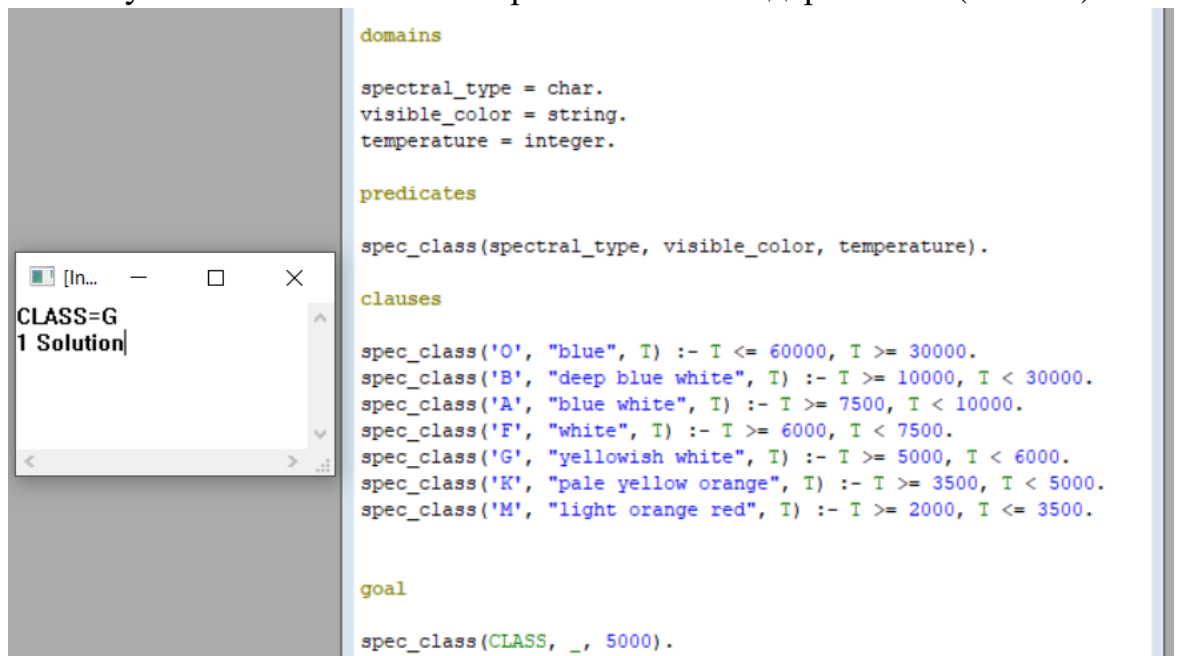 domains
spectral_type = char.
visible_color = string.
temperature = integer.
predicates
spec_class(spectral_type, visible_color, temperature).
[In...
CLASS=G
1 Solution
clauses
spec_class('O', "blue", T) :- T <= 60000, T >= 30000.
spec_class('B', "deep blue white", T) :- T >= 10000, T < 30000.
spec_class('A', "blue white", T) :- T >= 7500, T < 10000.
spec_class('F', "white", T) :- T >= 6000, T < 7500.
spec_class('G', "yellowish white", T) :- T >= 5000, T < 6000.
spec_class('K', "pale yellow orange", T) :- T >= 3500, T < 5000.
spec_class('M', "light orange red", T) :- T >= 2000, T <= 3500.
goal
spec_class(CLASS, _, 5000).